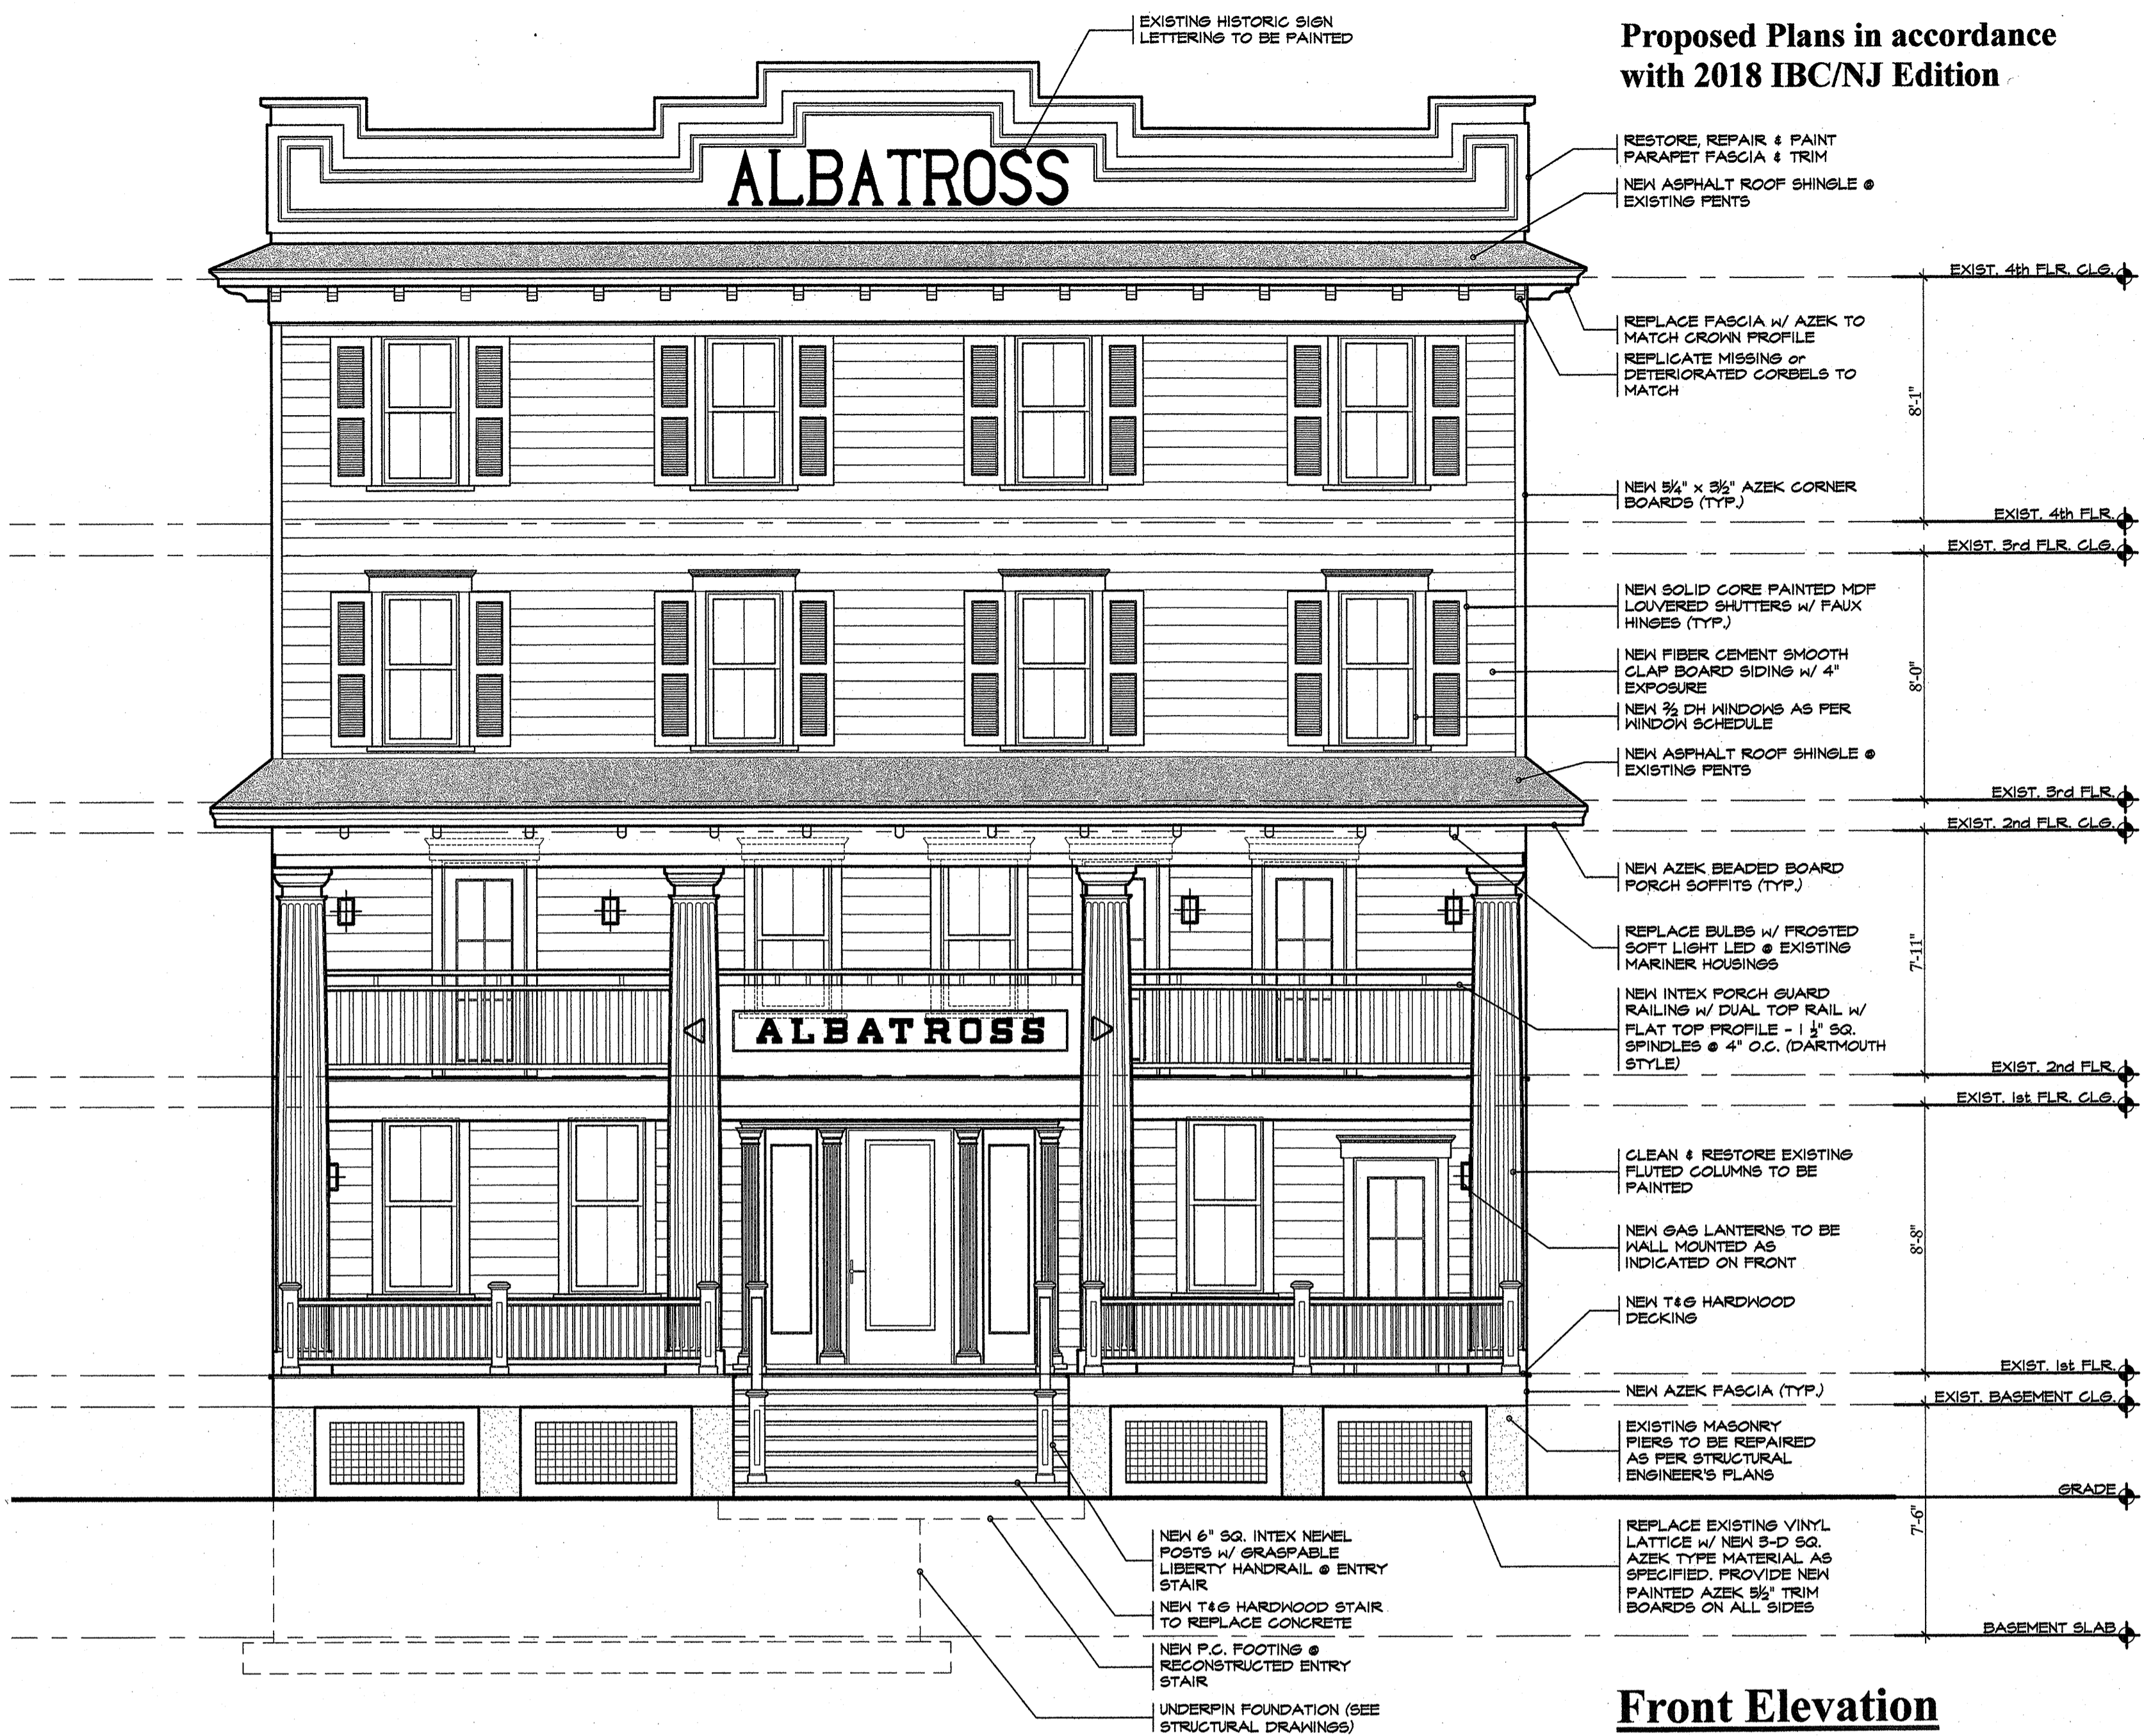 EXISTING HISTORIC SIGN
LETTERING TO BE PAINTED
Proposed Plans in accordance
with 2018 IBC/NJ Edition
ALBATROSS
RESTORE, REPAIR & PAINT
PARAPET FASCIA & TRIM
NEW ASPHALT ROOF SHINGLE @
EXISTING PENTS
EXIST. 4th FLR. CLG.
REPLACE FASCIA w/ AZEK TO
MATCH CROWN PROFILE
REPLICATE MISSING or
DETERIORATED CORBELS TO
MATCH
8'-1"
NEW 5/4" x 3½" AZEK CORNER
BOARDS (TYP.)
EXIST. 4th FLR.
EXIST. 3rd FLR. CLG.
NEW SOLID CORE PAINTED MDF
LOUVERED SHUTTERS w/ FAUX
HINGES (TYP.)
NEW FIBER CEMENT SMOOTH
CLAP BOARD SIDING w/ 4"
EXPOSURE
8'-0"
NEW 2/2 DH WINDOWS AS PER
WINDOW SCHEDULE
NEW ASPHALT ROOF SHINGLE @
EXISTING PENTS
EXIST. 3rd FLR.
EXIST. 2nd FLR. CLG.
NEW AZEK BEADED BOARD
PORCH SOFFITS (TYP.)
REPLACE BULBS w/ FROSTED
SOFT LIGHT LED @ EXISTING
MARINER HOUSINGS
7'-11"
NEW INTEX PORCH GUARD
RAILING w/ DUAL TOP RAIL w/
FLAT TOP PROFILE - 1 ½" SQ.
SPINDLES @ 4" O.C. (DARTMOUTH
STYLE)
ALBATROSS
EXIST. 2nd FLR.
EXIST. 1st FLR. CLG.
CLEAN & RESTORE EXISTING
FLUTED COLUMNS TO BE
PAINTED
NEW GAS LANTERNS TO BE
WALL MOUNTED AS
INDICATED ON FRONT
8'-8"
NEW T&G HARDWOOD
DECKING
EXIST. 1st FLR.
NEW AZEK FASCIA (TYP.)
EXIST. BASEMENT CLG.
EXISTING MASONRY
PIERS TO BE REPAIRED
AS PER STRUCTURAL
ENGINEER'S PLANS
GRADE
7'-6"
NEW 6" SQ. INTEX NEWEL
POSTS w/ GRASPABLE
LIBERTY HANDRAIL @ ENTRY
STAIR
REPLACE EXISTING VINYL
LATTICE w/ NEW 3-D SQ.
AZEK TYPE MATERIAL AS
SPECIFIED. PROVIDE NEW
PAINTED AZEK 5½" TRIM
BOARDS ON ALL SIDES
NEW T&G HARDWOOD STAIR
TO REPLACE CONCRETE
BASEMENT SLAB
NEW P.C. FOOTING @
RECONSTRUCTED ENTRY
STAIR
UNDERPIN FOUNDATION (SEE
STRUCTURAL DRAWINGS)
Front Elevation